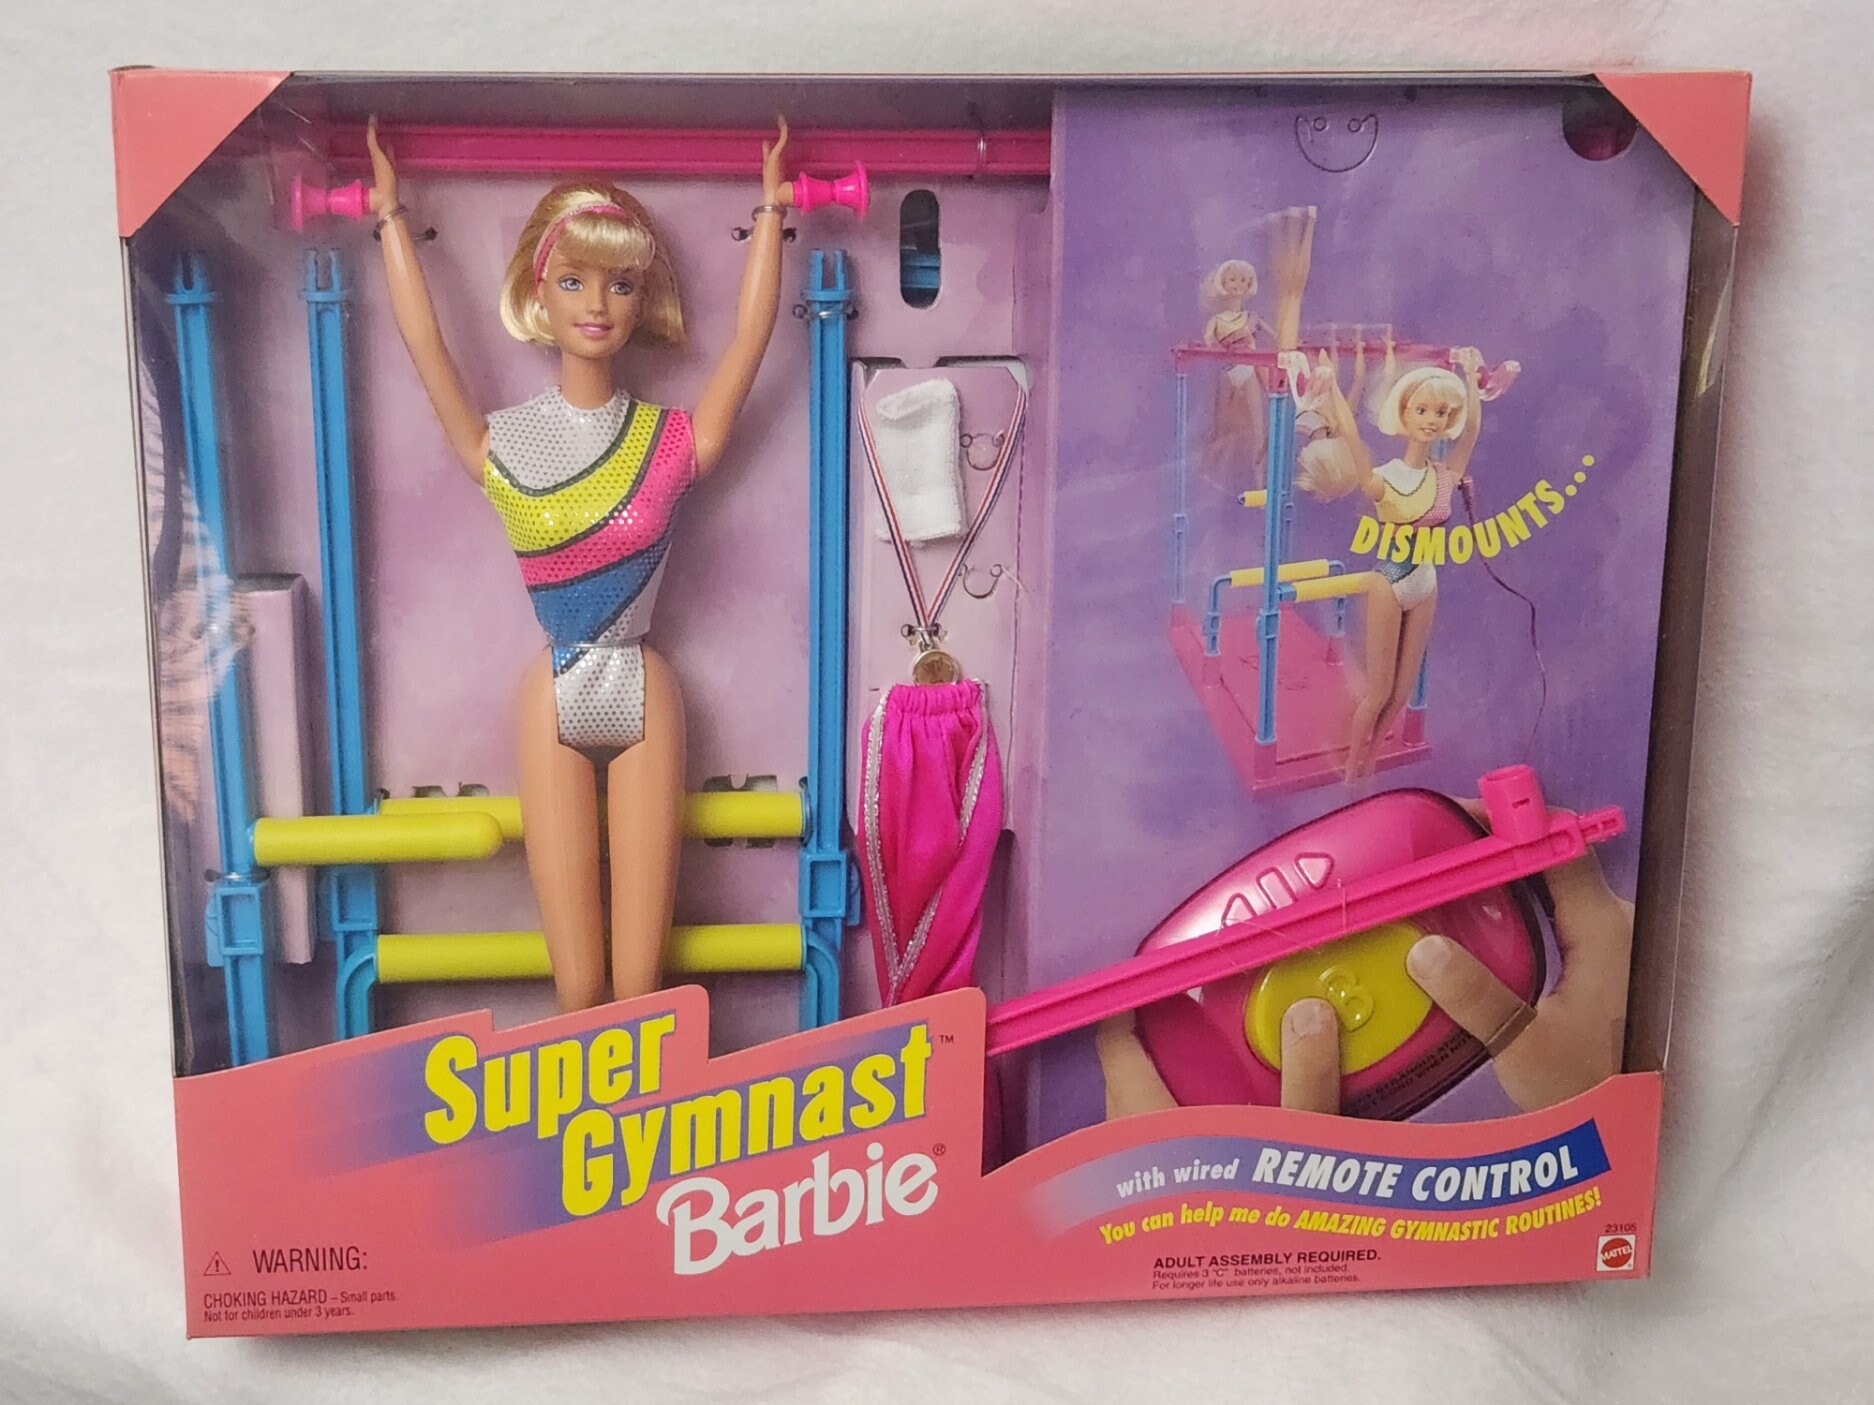 DISMOUNTS...
Super
Gymnast™
Barbie®
with wired REMOTE CONTROL
You can help me do AMAZING GYMNASTIC ROUTINES!
⚠ WARNING:
CHOKING HAZARD – Small parts.
Not for children under 3 years.
ADULT ASSEMBLY REQUIRED.
Requires 3 "C" batteries, not included.
For longer life use only alkaline batteries.
23105
MATTEL
B